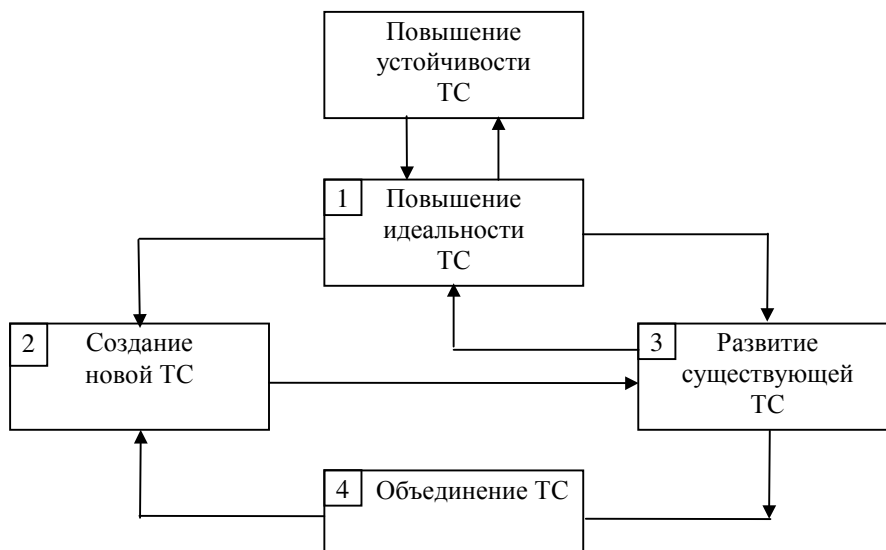 Повышение
устойчивости
ТС
1
Повышение
идеальности
ТС
2
Создание
новой ТС
3
Развитие
существующей
ТС
4
Объединение ТС